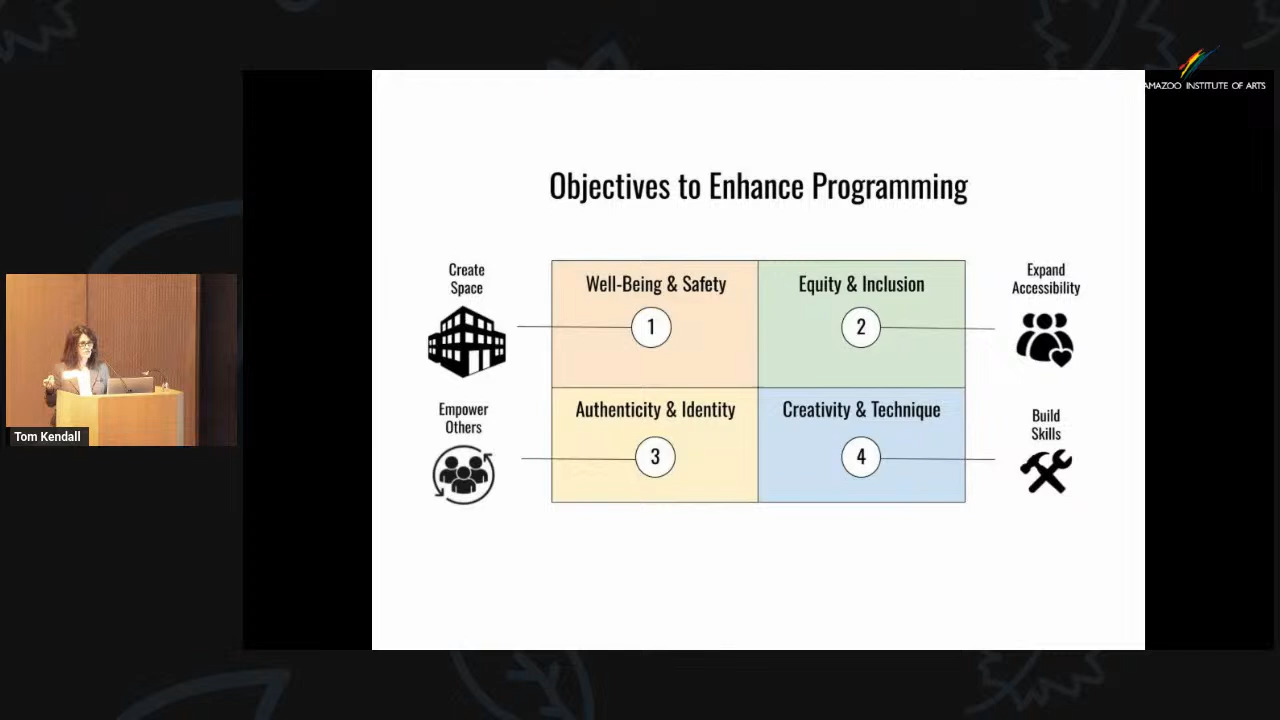 AMAZOO INSTITUTE OF ARTS
Objectives to Enhance Programming
Create
Space
Well-Being & Safety
1
Equity & Inclusion
2
Expand
Accessibility
Empower
Others
Authenticity & Identity
3
Creativity & Technique
4
Build
Skills
Tom Kendall